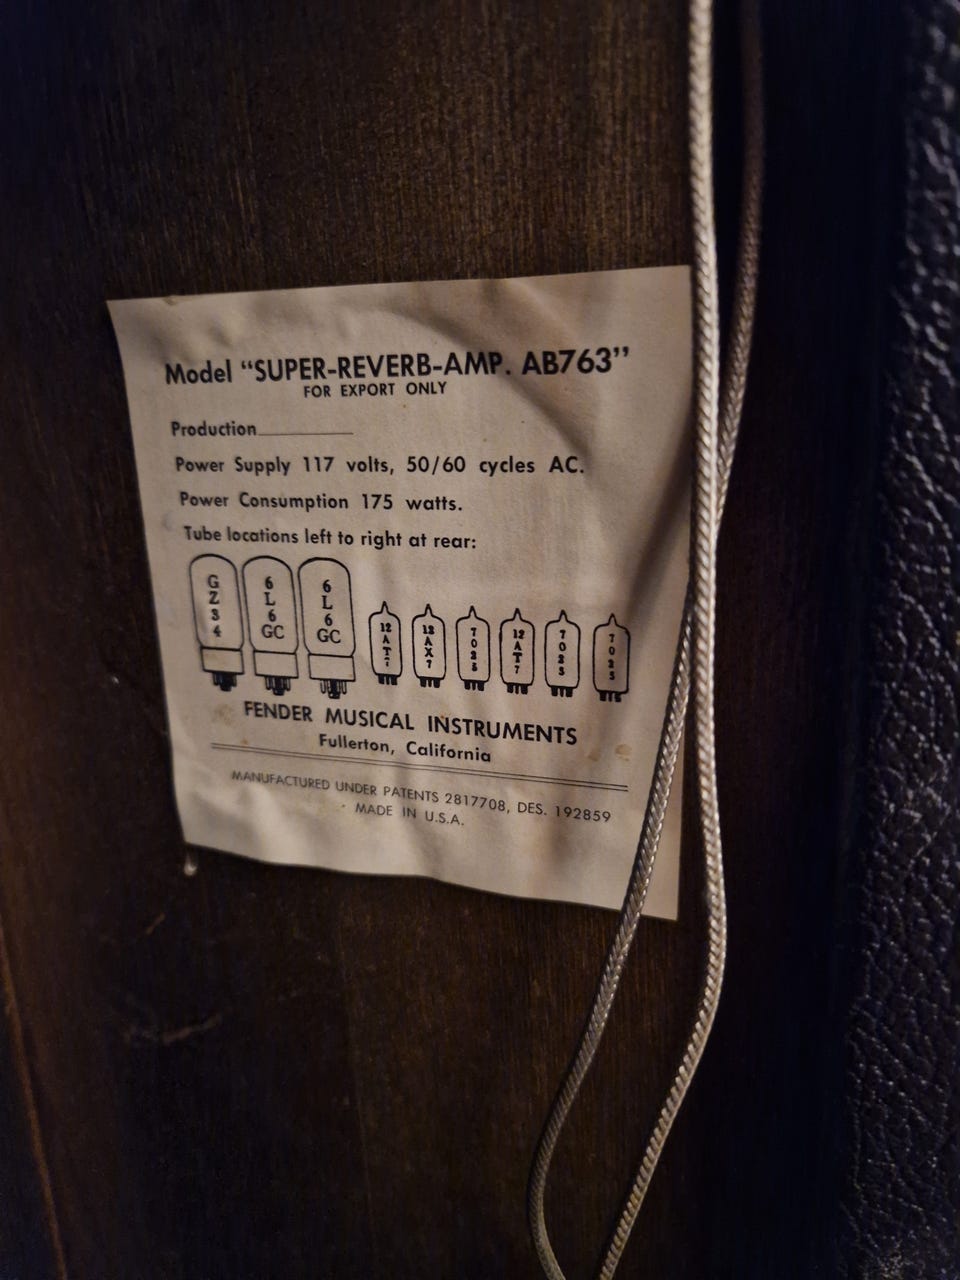 Model "SUPER-REVERB-AMP. AB763"
FOR EXPORT ONLY
Production
Power Supply 117 volts, 50/60 cycles AC.
Power Consumption 175 watts.
Tube locations left to right at rear:
GZ34 6L6GC 6L6GC 12AT7 12AX7 7025 12AT7 7025 7025
FENDER MUSICAL INSTRUMENTS
Fullerton, California
MANUFACTURED UNDER PATENTS 2817708, DES. 192859
MADE IN U.S.A.